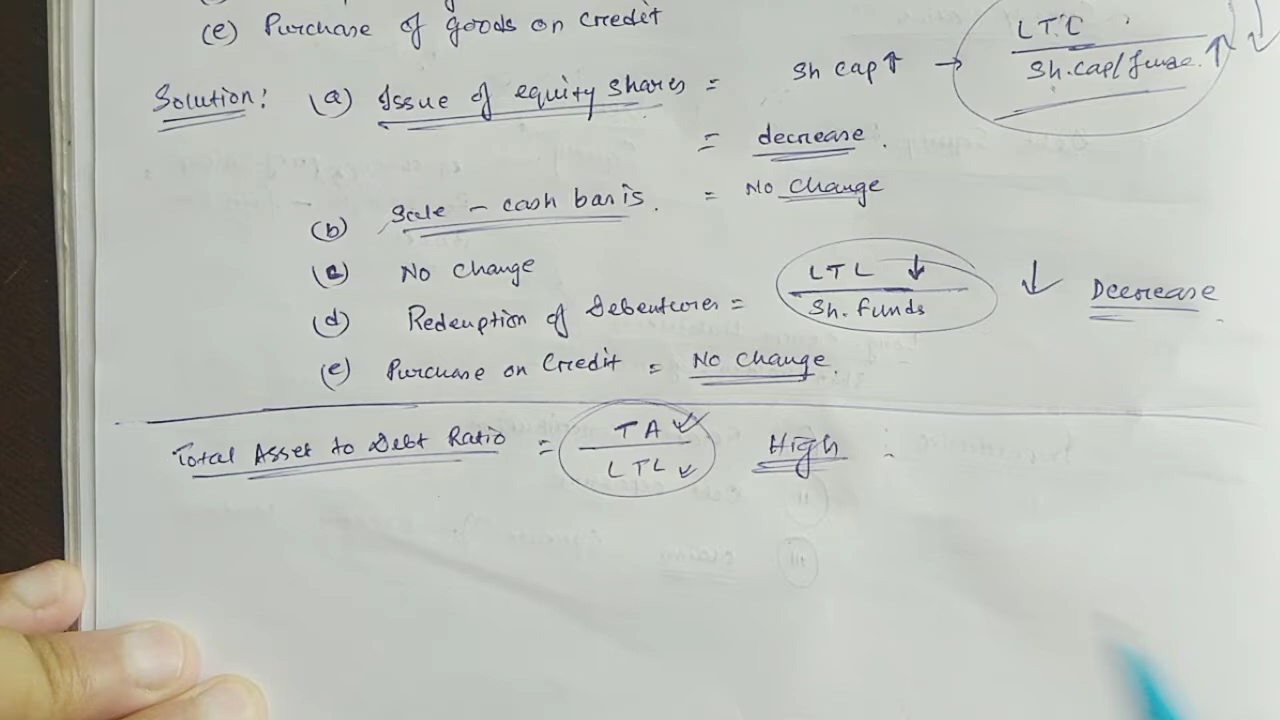 (e) Purchase of goods on credit
Solution: (a) Issue of equity shares = Sh cap ↑ → LTL / Sh. cap/funds ↑ ↓
= decrease.
(b) Sale - cash basis. = No change
(c) No change
(d) Redemption of Debentures = LTL ↓ / Sh. funds ↓ Decrease
(e) Purchase on Credit = No change.
Total Asset to Debt Ratio = TA / LTL High :